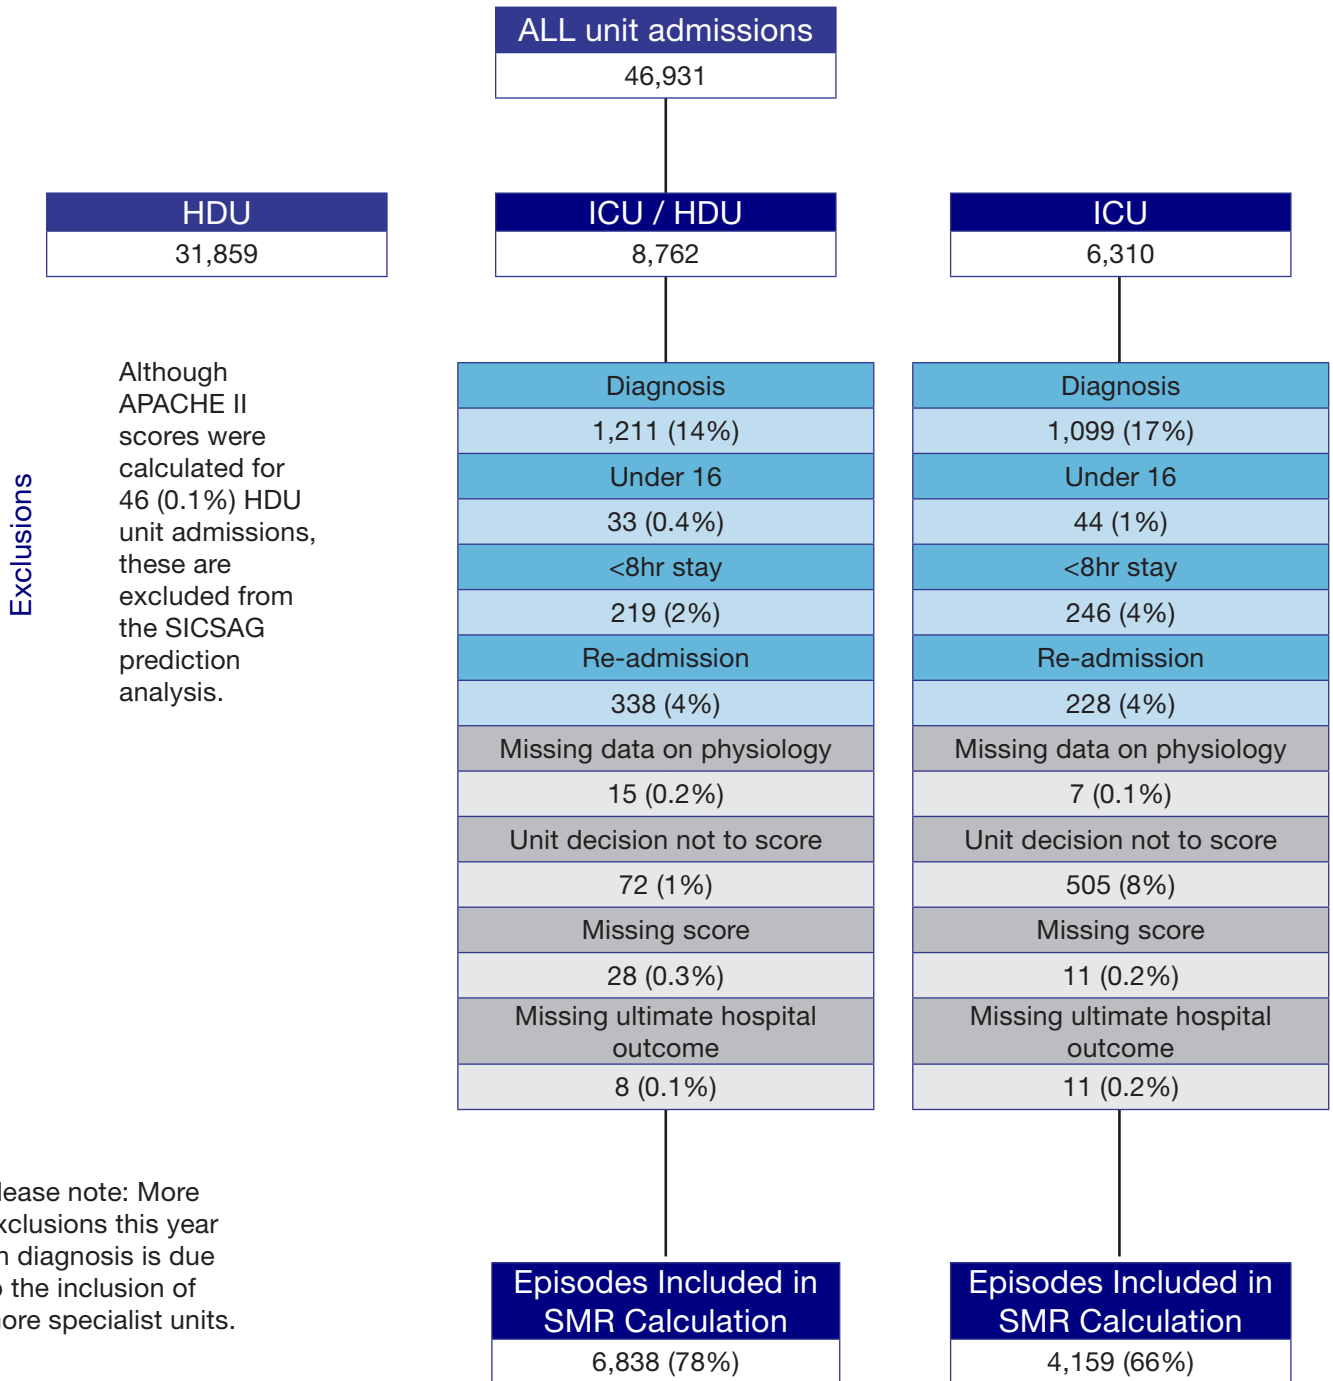 ALL unit admissions
46,931
HDU
31,859
ICU / HDU
8,762
ICU
6,310
Exclusions
Although
APACHE II
scores were
calculated for
46 (0.1%) HDU
unit admissions,
these are
excluded from
the SICSAG
prediction
analysis.
Diagnosis
1,211 (14%)
Under 16
33 (0.4%)
<8hr stay
219 (2%)
Re-admission
338 (4%)
Missing data on physiology
15 (0.2%)
Unit decision not to score
72 (1%)
Missing score
28 (0.3%)
Missing ultimate hospital
outcome
8 (0.1%)
Diagnosis
1,099 (17%)
Under 16
44 (1%)
<8hr stay
246 (4%)
Re-admission
228 (4%)
Missing data on physiology
7 (0.1%)
Unit decision not to score
505 (8%)
Missing score
11 (0.2%)
Missing ultimate hospital
outcome
11 (0.2%)
lease note: More
xclusions this year
n diagnosis is due
o the inclusion of
ore specialist units.
Episodes Included in
SMR Calculation
6,838 (78%)
Episodes Included in
SMR Calculation
4,159 (66%)